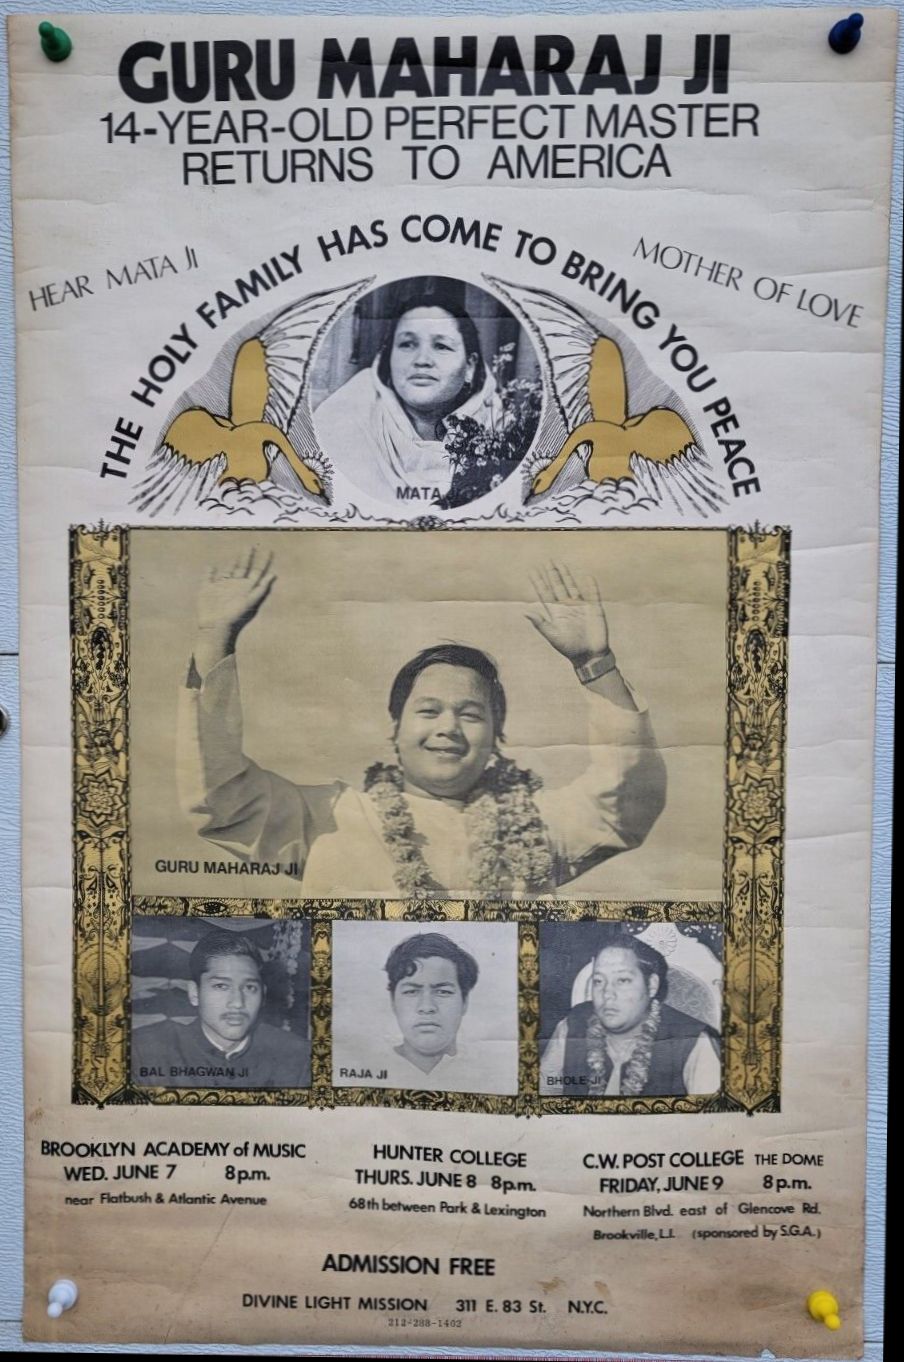 GURU MAHARAJ JI
14-YEAR-OLD PERFECT MASTER
RETURNS TO AMERICA
HEAR MATA JI
MOTHER OF LOVE
THE HOLY FAMILY HAS COME TO BRING YOU PEACE
MATA
GURU MAHARAJ JI
BAL BHAGWAN JI
RAJA JI
BHOLE JI
BROOKLYN ACADEMY of MUSIC
WED. JUNE 7 8 p.m.
near Flatbush & Atlantic Avenue
HUNTER COLLEGE
THURS. JUNE 8 8p.m.
68th between Park & Lexington
C.W. POST COLLEGE THE DOME
FRIDAY, JUNE 9 8 p.m.
Northern Blvd. east of Glencove Rd.
Brookville, L.I. (sponsored by S.G.A.)
ADMISSION FREE
DIVINE LIGHT MISSION 311 E. 83 St. N.Y.C.
212-288-1402